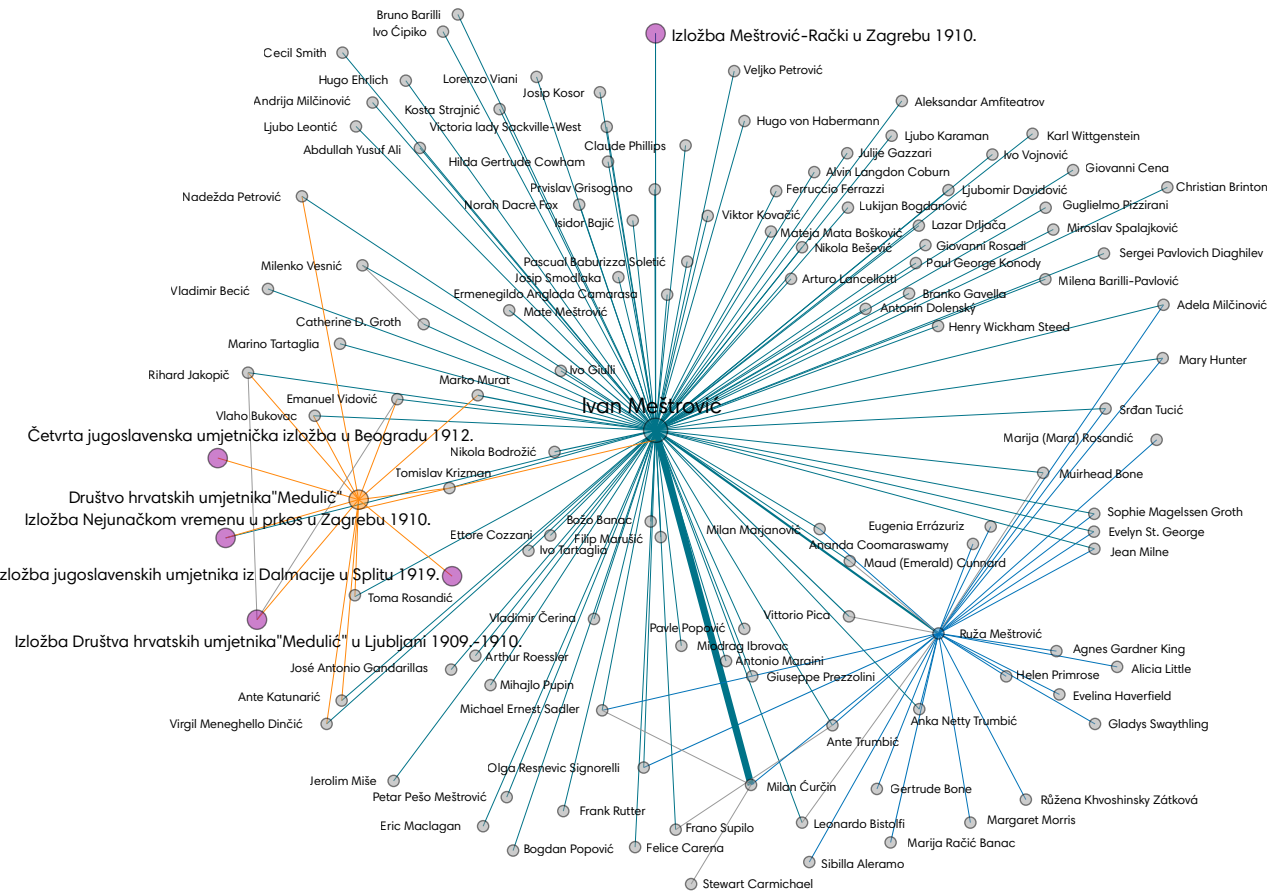 Bruno Barilli
Ivo Ćipiko
Izložba Meštrović-Rački u Zagrebu 1910.
Cecil Smith
Hugo Ehrlich
Lorenzo Viani
Veljko Petrović
Josip Kosor
Andrija Milčinović
Kosta Strajnić
Aleksandar Amfiteatrov
Ljubo Leontić
Victoria lady Sackville-West
Hugo von Habermann
Abdullah Yusuf Ali
Claude Phillips
Ljubo Karaman
Karl Wittgenstein
Hilda Gertrude Cowham
Julije Gazzari
Ivo Vojnović
Alvin Langdon Coburn
Giovanni Cena
Nadežda Petrović
Prvislav Grisogono
Ferruccio Ferrazzi
Ljubomir Davidović
Christian Brinton
Norah Dacre Fox
Viktor Kovačić
Lukijan Bogdanović
Guglielmo Pizzirani
Isidor Bajić
Mateja Mata Bošković
Lazar Drljača
Miroslav Spalajković
Nikola Bešević
Giovanni Rosadi
Sergei Pavlovich Diaghilev
Milenko Vesnić
Pascual Baburizza Soletić
Paul George Konody
Josip Smodlaka
Arturo Lancellotti
Milena Barilli-Pavlović
Vladimir Becić
Ermenegildo Anglada Camarasa
Branko Gavella
Adela Milčinović
Mate Meštrović
Antonín Dolenský
Catherine D. Groth
Henry Wickham Steed
Marino Tartaglia
Mary Hunter
Rihard Jakopič
Marko Murat
Ivo Giulli
Emanuel Vidović
Ivan Meštrović
Srđan Tucić
Vlaho Bukovac
Četvrta jugoslavenska umjetnička izložba u Beogradu 1912.
Marija (Mara) Rosandić
Nikola Bodrožić
Tomislav Krizman
Muirhead Bone
Društvo hrvatskih umjetnika"Medulić"
Izložba Nejunačkom vremenu u prkos u Zagrebu 1910.
Božo Banac
Milan Marjanović
Eugenia Errázuriz
Sophie Magelssen Groth
Ettore Cozzani
Filip Marušić
Evelyn St. George
Ivo Tartaglia
Ananda Coomaraswamy
Jean Milne
zložba jugoslavenskih umjetnika iz Dalmacije u Splitu 1919.
Maud (Emerald) Cunnard
Toma Rosandić
Vladimir Čerina
Vittorio Pica
Izložba Društva hrvatskih umjetnika"Medulić" u Ljubljani 1909.-1910.
Pavle Popović
Ruža Meštrović
Miodrag Ibrovac
Agnes Gardner King
José Antonio Gandarillas
Arthur Roessler
Antonio Maraini
Alicia Little
Giuseppe Prezzolini
Helen Primrose
Mihajlo Pupin
Evelina Haverfield
Ante Katunarić
Michael Ernest Sadler
Virgil Meneghello Dinčić
Anka Netty Trumbić
Gladys Swaythling
Ante Trumbić
Olga Resnevic Signorelli
Jerolim Miše
Milan Ćurčin
Gertrude Bone
Petar Pešo Meštrović
Růžena Khvoshinsky Zátková
Frank Rutter
Eric Maclagan
Frano Supilo
Leonardo Bistolfi
Margaret Morris
Bogdan Popović
Felice Carena
Marija Račić Banac
Sibilla Aleramo
Stewart Carmichael